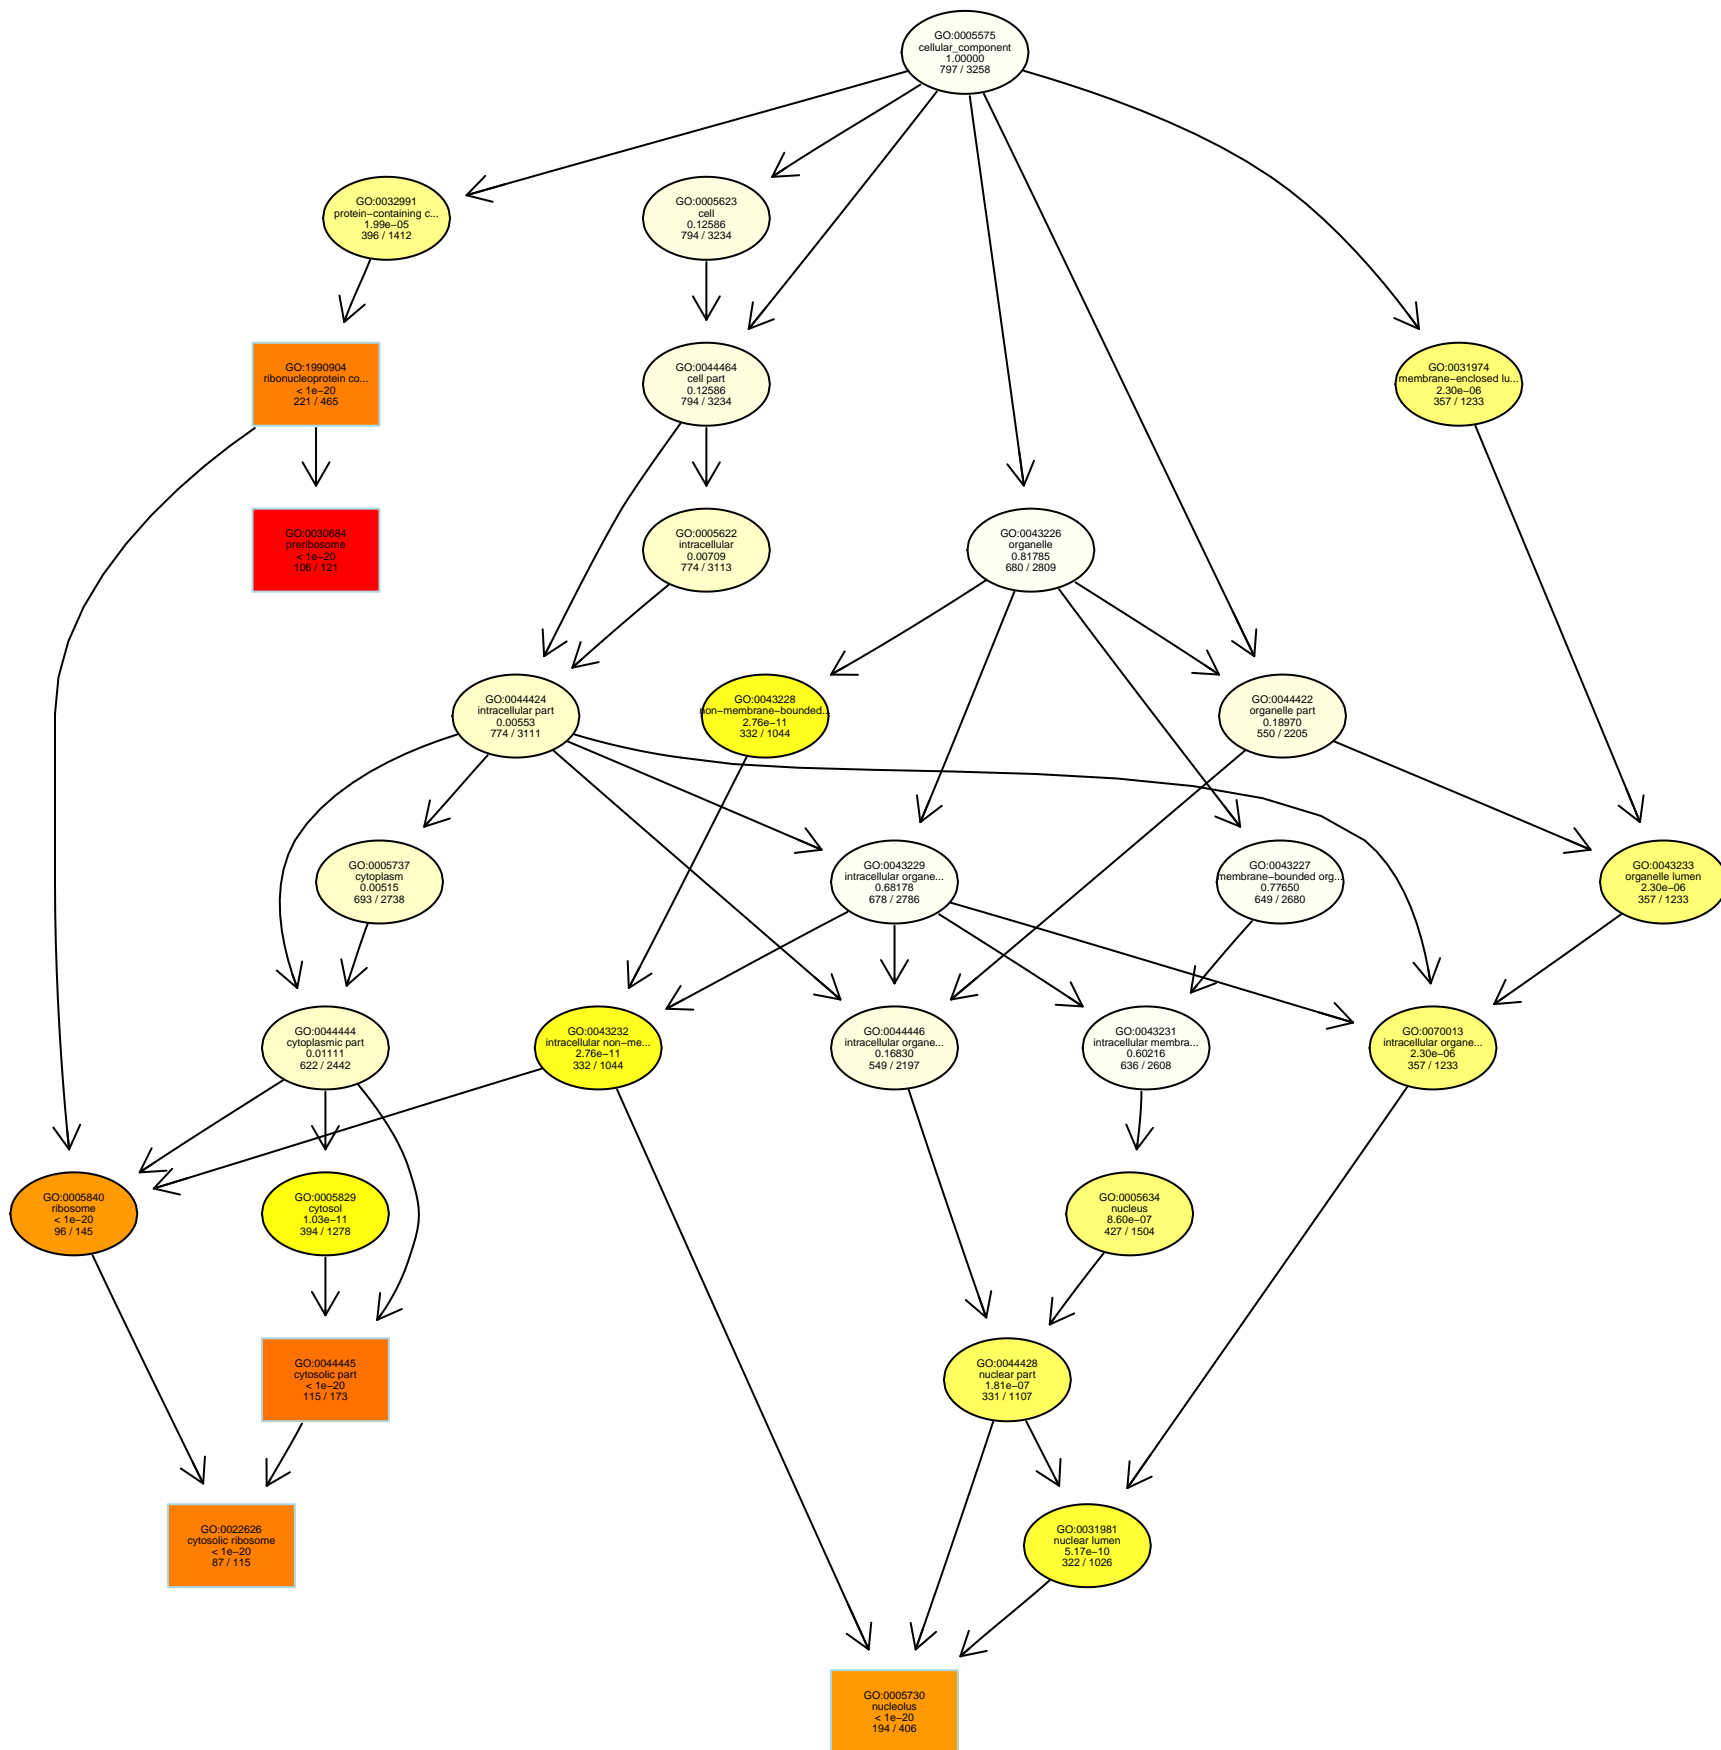 GO:0005575
cellular_component
1.00000
797 / 3258
GO:0032991
protein−containing c...
1.99e−05
396 / 1412
GO:0005623
cell
0.12586
794 / 3234
GO:1990904
ribonucleoprotein co...
< 1e−20
221 / 465
GO:0044464
cell part
0.12586
794 / 3234
GO:0031974
membrane−enclosed lu...
2.30e−06
357 / 1233
GO:0030684
preribosome
< 1e−20
106 / 121
GO:0005622
intracellular
0.00709
774 / 3113
GO:0043226
organelle
0.81785
680 / 2809
GO:0044424
intracellular part
0.00553
774 / 3111
GO:0043228
non−membrane−bounded...
2.76e−11
332 / 1044
GO:0044422
organelle part
0.18970
550 / 2205
GO:0005737
cytoplasm
0.00515
693 / 2738
GO:0043229
intracellular organe...
0.68178
678 / 2786
GO:0043227
membrane−bounded org...
0.77650
649 / 2680
GO:0043233
organelle lumen
2.30e−06
357 / 1233
GO:0044444
cytoplasmic part
0.01111
622 / 2442
GO:0043232
intracellular non−me...
2.76e−11
332 / 1044
GO:0044446
intracellular organe...
0.16830
549 / 2197
GO:0043231
intracellular membra...
0.60216
636 / 2608
GO:0070013
intracellular organe...
2.30e−06
357 / 1233
GO:0005840
ribosome
< 1e−20
96 / 145
GO:0005829
cytosol
1.03e−11
394 / 1278
GO:0005634
nucleus
8.60e−07
427 / 1504
GO:0044445
cytosolic part
< 1e−20
115 / 173
GO:0044428
nuclear part
1.81e−07
331 / 1107
GO:0022626
cytosolic ribosome
< 1e−20
87 / 115
GO:0031981
nuclear lumen
5.17e−10
322 / 1026
GO:0005730
nucleolus
< 1e−20
194 / 406